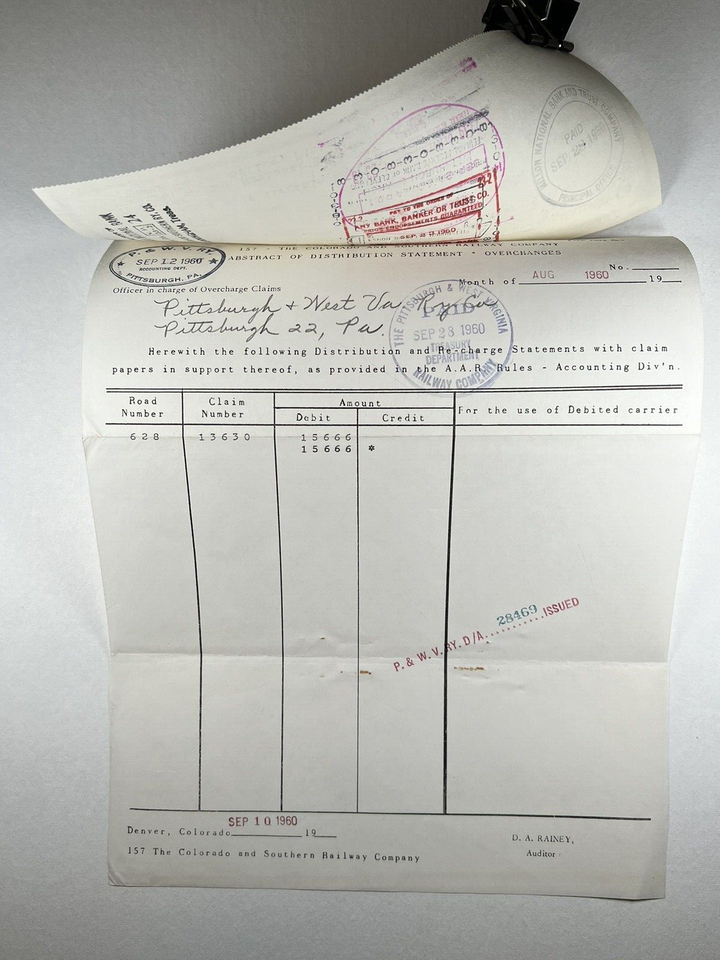 MELLON NATIONAL BANK AND TRUST COMPANY
PAID
SEP
PAY TO THE ORDER OF
ANY BANK, BANKER OR TRUST CO.
PRIOR ENDORSEMENTS GUARANTEED
P. & W. V. RY
SEP 12 1960
ACCOUNTING DEPT.
PITTSBURGH, PA.
157 - THE COLORADO AND SOUTHERN RAILWAY COMPANY
ABSTRACT OF DISTRIBUTION STATEMENT - OVERCHARGES
No.
Month of AUG 1960 19
Officer in charge of Overcharge Claims
Pittsburgh & West Va. Ry Co
Pittsburgh 22, Pa.
THE PITTSBURGH & WEST VIRGINIA
PAID
SEP 28 1960
TREASURY
DEPARTMENT
RAILWAY COMPANY
Herewith the following Distribution and Re-charge Statements with claim
papers in support thereof, as provided in the A.A.R. Rules - Accounting Div'n.
Road Number Claim Number Amount For the use of Debited carrier
Debit Credit
628 13630 15666
15666 *
P. & W. V. RY. D/A. 28469 ISSUED
SEP 10 1960
Denver, Colorado 19
157 The Colorado and Southern Railway Company
D. A. RAINEY,
Auditor